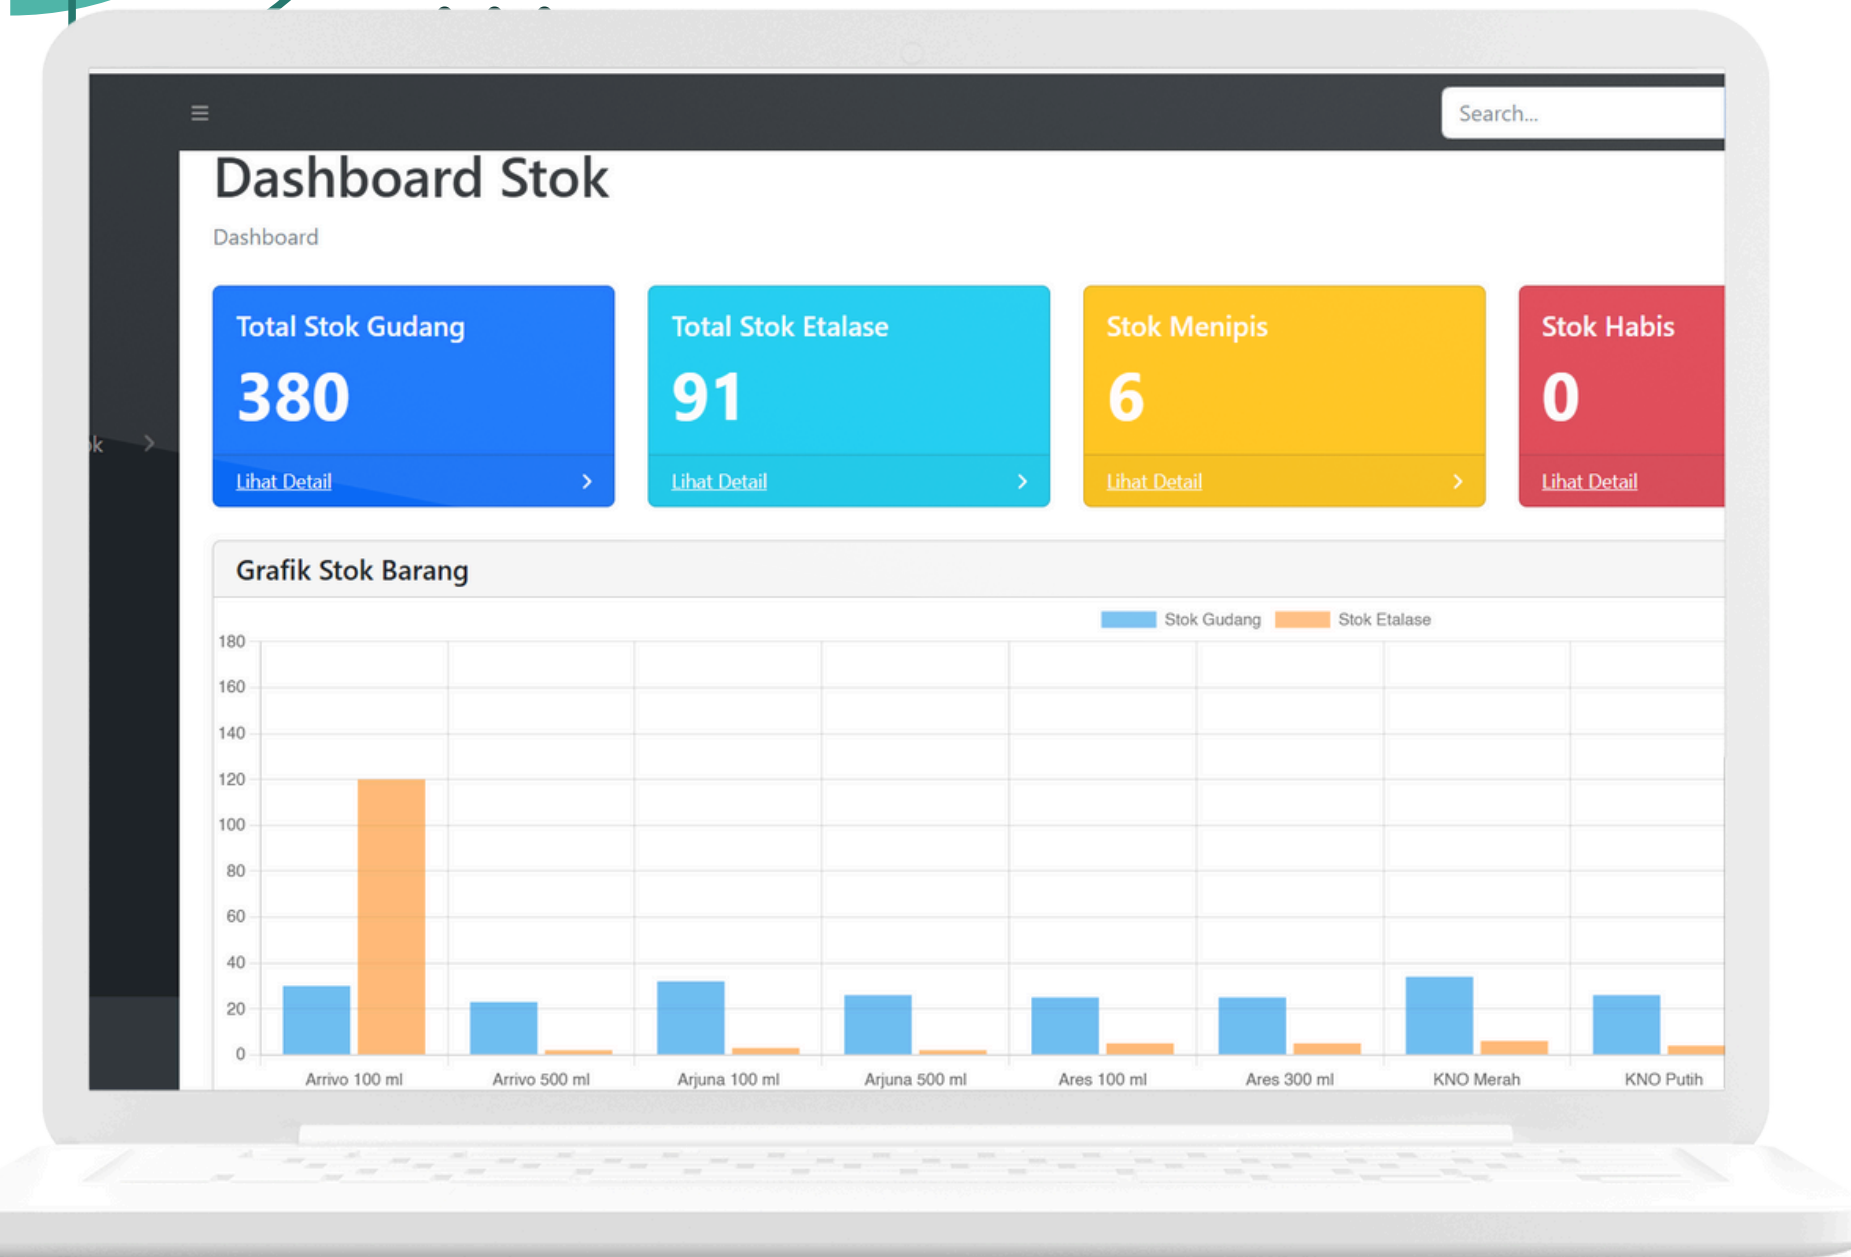 Search...
Dashboard Stok
Dashboard
Total Stok Gudang
380
Lihat Detail
Total Stok Etalase
91
Lihat Detail
Stok Menipis
6
Lihat Detail
Stok Habis
0
Lihat Detail
Grafik Stok Barang
Stok Gudang
Stok Etalase
180
160
140
120
100
80
60
40
20
0
Arrivo 100 ml
Arrivo 500 ml
Arjuna 100 ml
Arjuna 500 ml
Ares 100 ml
Ares 300 ml
KNO Merah
KNO Putih